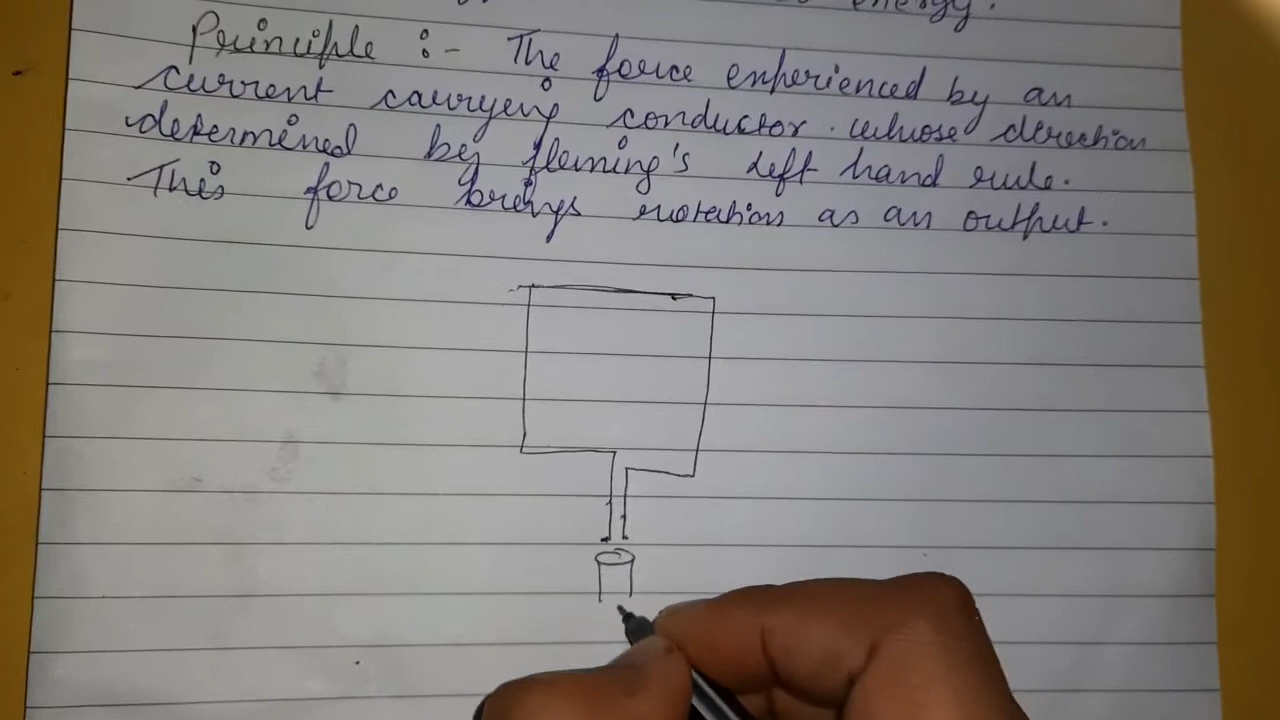 energy.
Principle :- The force experienced by an
current carrying conductor. whose direction
determined by fleming's Left hand rule.
This force brings rotation as an output.